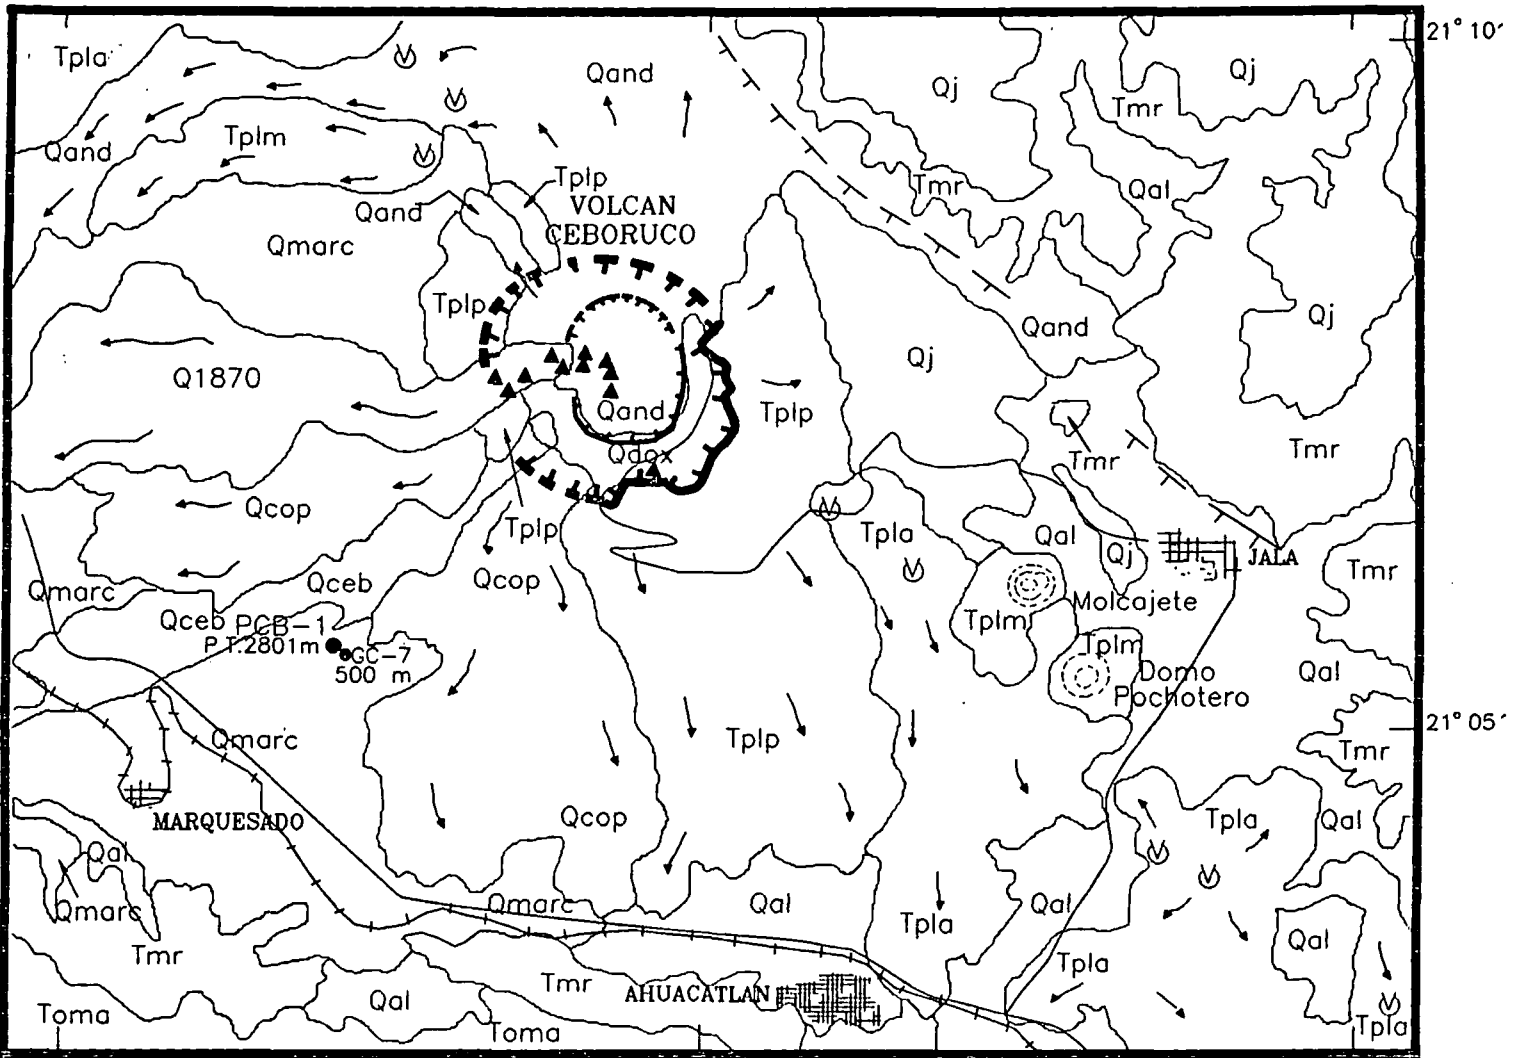 21° 10'
Tpla
Qand
Qj
Qj
Tmr
Qand
Tplm
Tplp
Tmr
Qal
Qand
VOLCAN
CEBORUCO
Qmarc
Tplp
Qj
Qand
Qj
Q1870
Qand
Tplp
Qdox
Tmr
Tmr
Qcop
Tplp
Tpla
Qal
Qj
JALA
Tmr
Qmarc
Qceb
Qcop
Molcajete
Qceb
PCB-1
P.T.2801m
GC-7
500 m
Tplm
Tplm
Domo
Pochotero
Qal
21° 05'
Qmarc
Tplp
Tmr
MARQUESADO
Qcop
Tpla
Qal
Qal
Qmarc
Qmarc
Qal
Tpla
Qal
Qal
Tmr
Tpla
Tmr
AHUACATLAN
Qal
Toma
Toma
Tpla